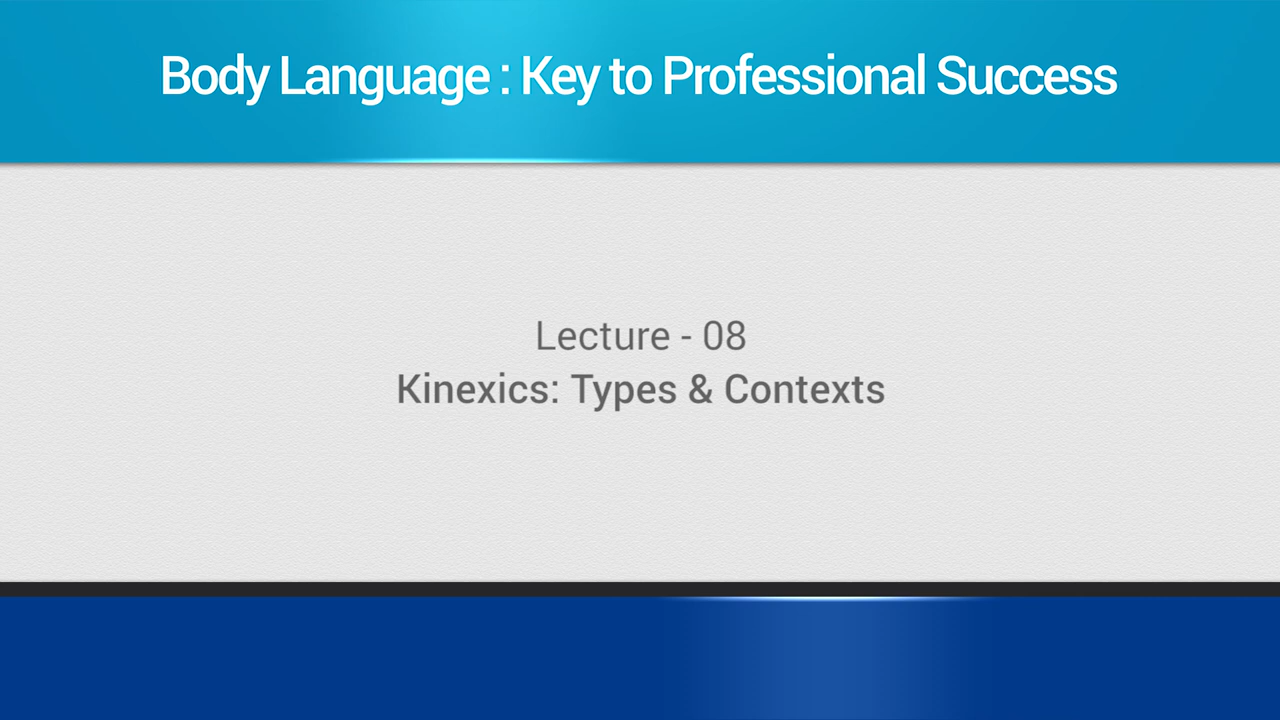 Body Language : Key to Professional Success
Lecture - 08
Kinexics: Types & Contexts